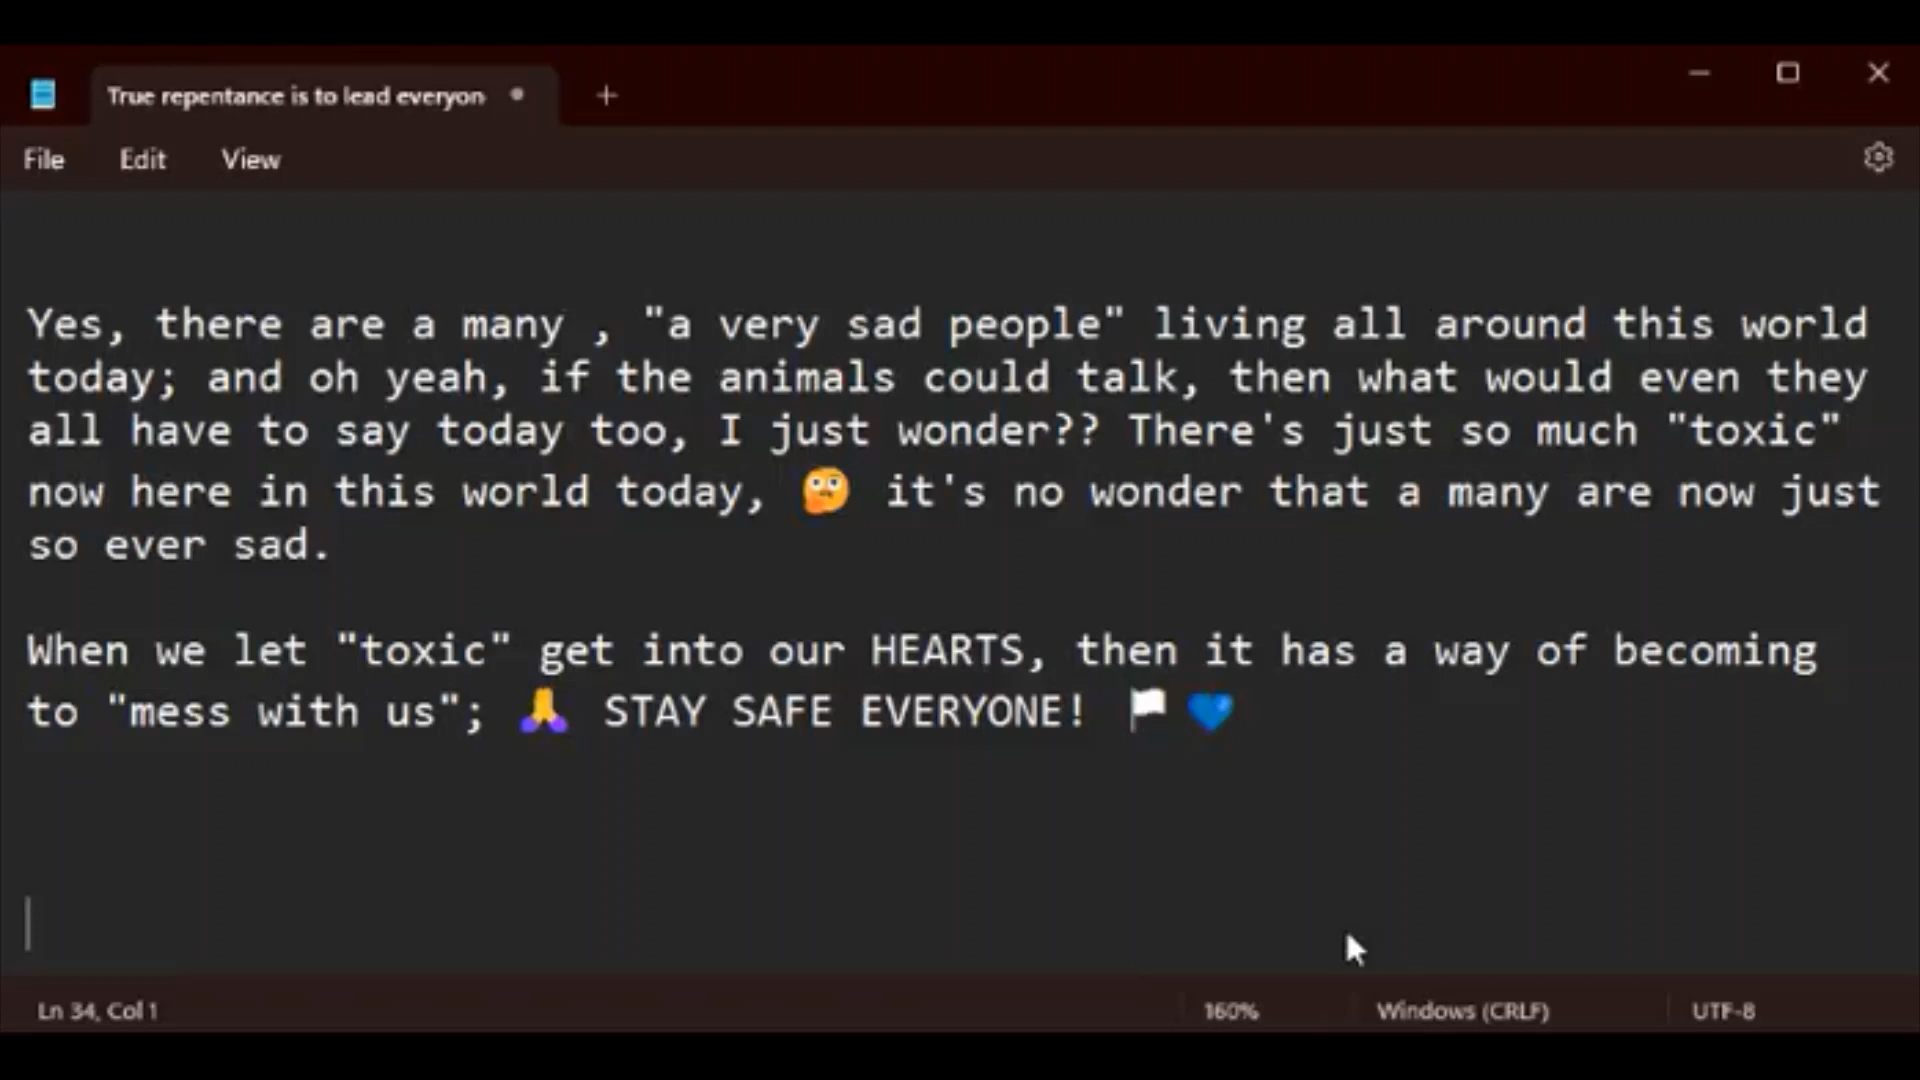 True repentance is to lead everyon
File Edit View
Yes, there are a many , "a very sad people" living all around this world
today; and oh yeah, if the animals could talk, then what would even they
all have to say today too, I just wonder?? There's just so much "toxic"
now here in this world today, 🤔 it's no wonder that a many are now just
so ever sad.
When we let "toxic" get into our HEARTS, then it has a way of becoming
to "mess with us"; 🙏 STAY SAFE EVERYONE! 🏳💙
Ln 34, Col 1 160% Windows (CRLF) UTF-8